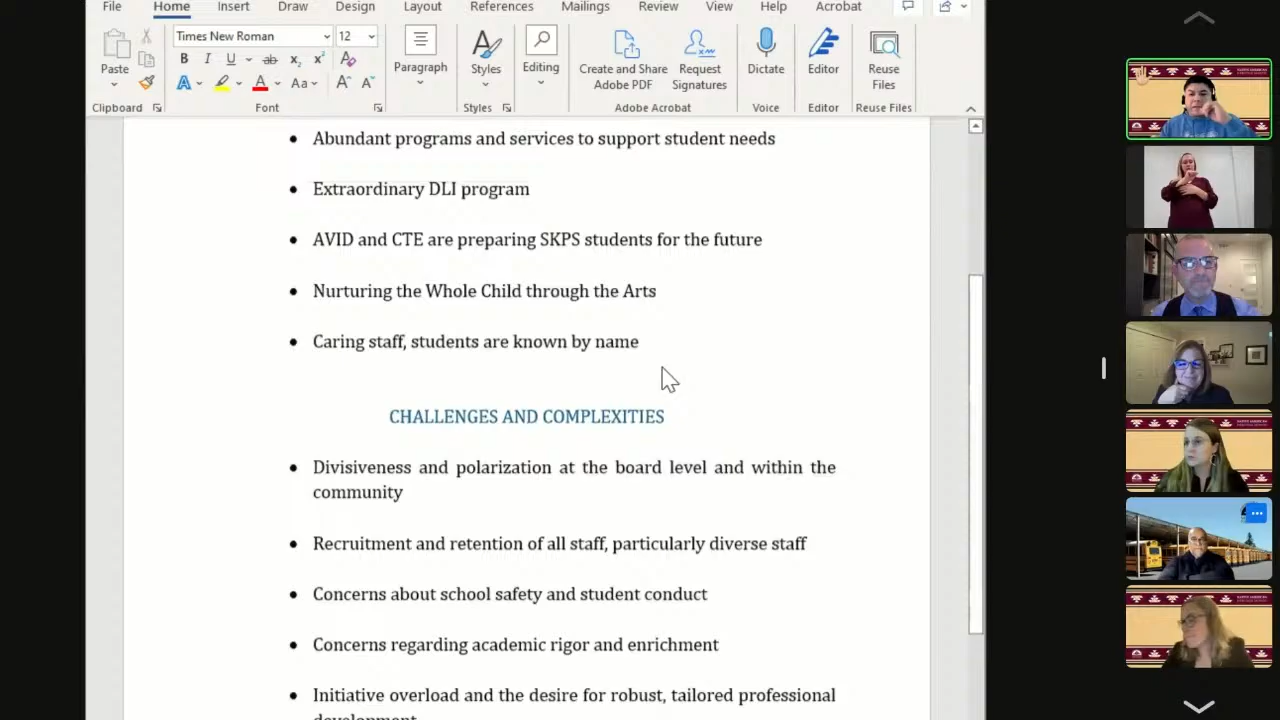 File Home Insert Draw Design Layout References Mailings Review View Help Acrobat
Times New Roman 12
Paste
B I U ab x₂ x²
A A Aa A A
Paragraph
Styles
Editing
Create and Share Adobe PDF
Request Signatures
Dictate
Editor
Reuse Files
Clipboard Font Styles Adobe Acrobat Voice Editor Reuse Files
• Abundant programs and services to support student needs
• Extraordinary DLI program
• AVID and CTE are preparing SKPS students for the future
• Nurturing the Whole Child through the Arts
• Caring staff, students are known by name
CHALLENGES AND COMPLEXITIES
• Divisiveness and polarization at the board level and within the
community
• Recruitment and retention of all staff, particularly diverse staff
• Concerns about school safety and student conduct
• Concerns regarding academic rigor and enrichment
• Initiative overload and the desire for robust, tailored professional
development